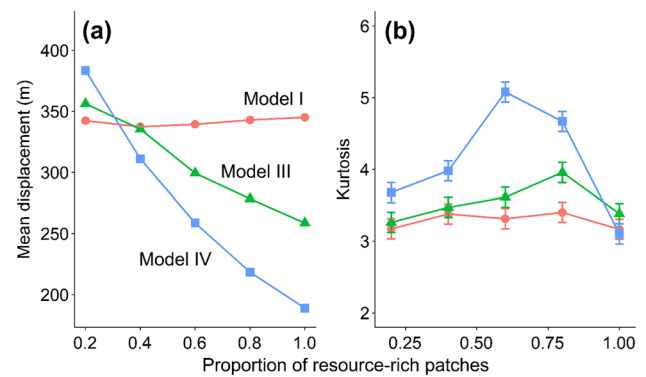 (a)
(b)
400
350
300
250
200
Mean displacement (m)
Model I
Model III
Model IV
0.2 0.4 0.6 0.8 1.0
6
5
4
3
2
Kurtosis
0.25 0.50 0.75 1.00
Proportion of resource-rich patches